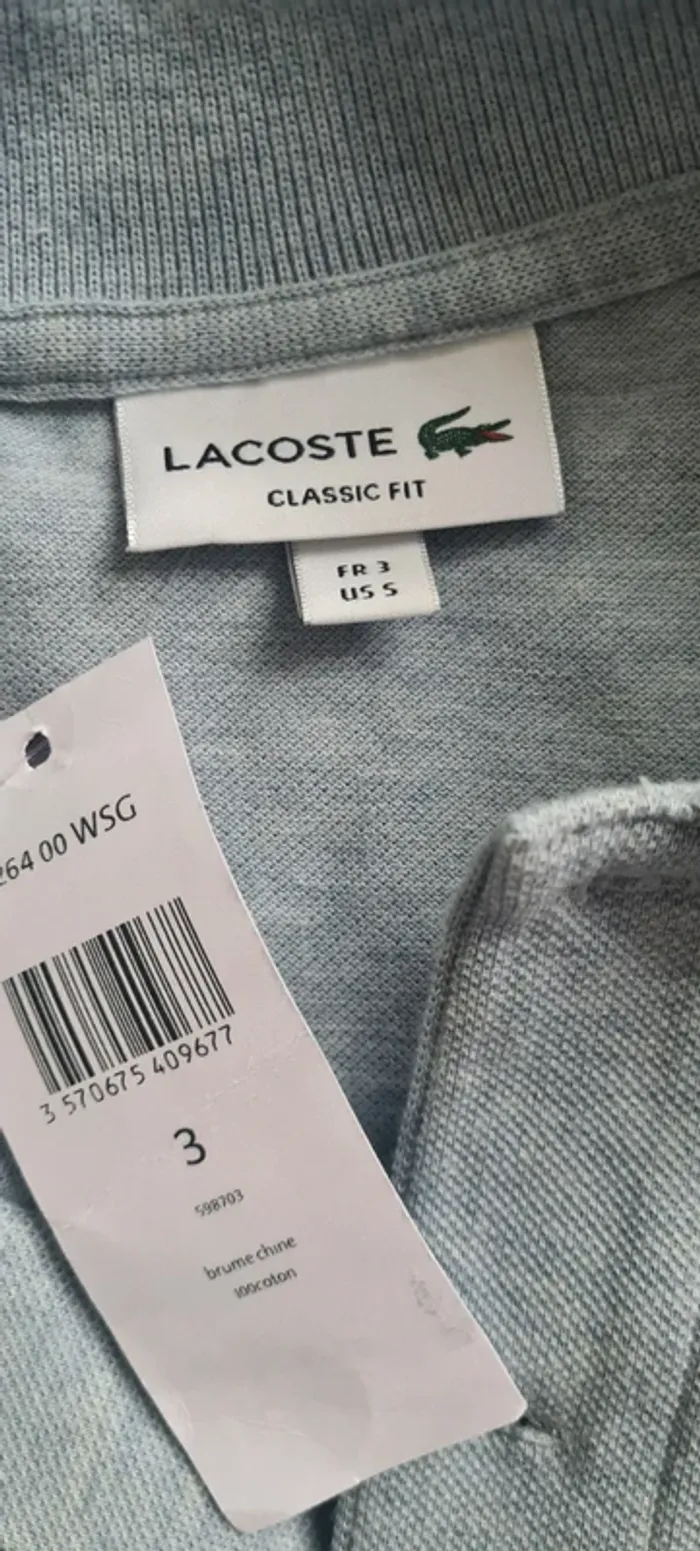 LACOSTE
CLASSIC FIT
FR 3
US S
264 00 WSG
3 570675 409677
3
598703
brume chine
100coton